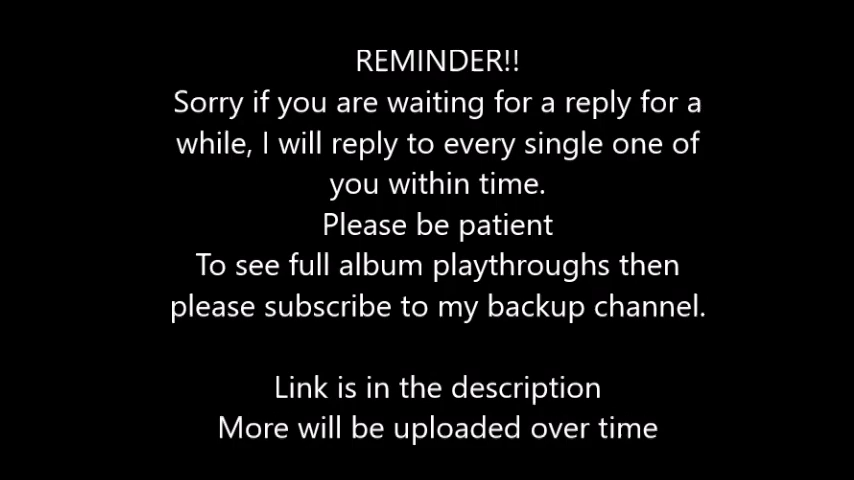 REMINDER!!
Sorry if you are waiting for a reply for a
while, I will reply to every single one of
you within time.
Please be patient
To see full album playthroughs then
please subscribe to my backup channel.
Link is in the description
More will be uploaded over time